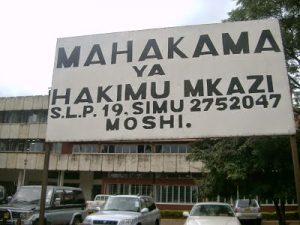 MAHAKAMA
YA
HAKIMU MKAZI
S.L.P. 19. SIMU 2752047
MOSHI.